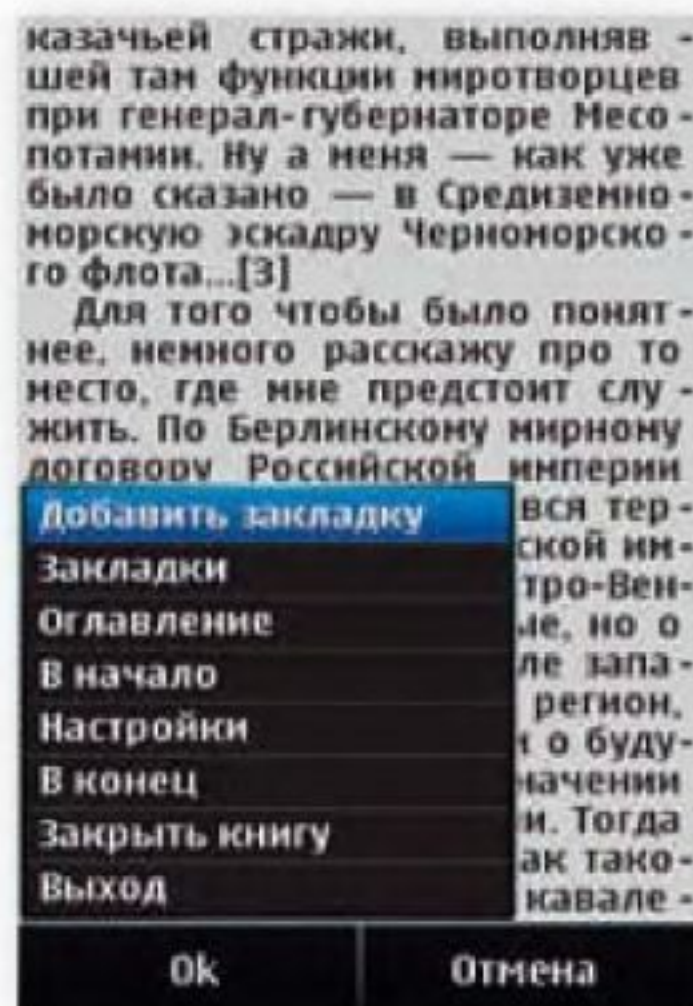 казачьей стражи, выполняв -
шей там функции миротворцев
при генерал-губернаторе Месо -
потамии. Ну а меня — как уже
было сказано — в Средиземно -
морскую эскадру Черноморско -
го флота...[3]
Для того чтобы было понят -
нее, немного расскажу про то
место, где мне предстоит слу -
жить. По Берлинскому мирному
договору Российской империи
Добавить закладку
Закладки
Оглавление
В начало
Настройки
В конец
Закрыть книгу
Выход
вся тер -
ской им-
тро-Вен-
ые, но о
ле запа -
регион,
о буду-
начении
и. Тогда
ак тако-
кавале -
Ok
Отмена